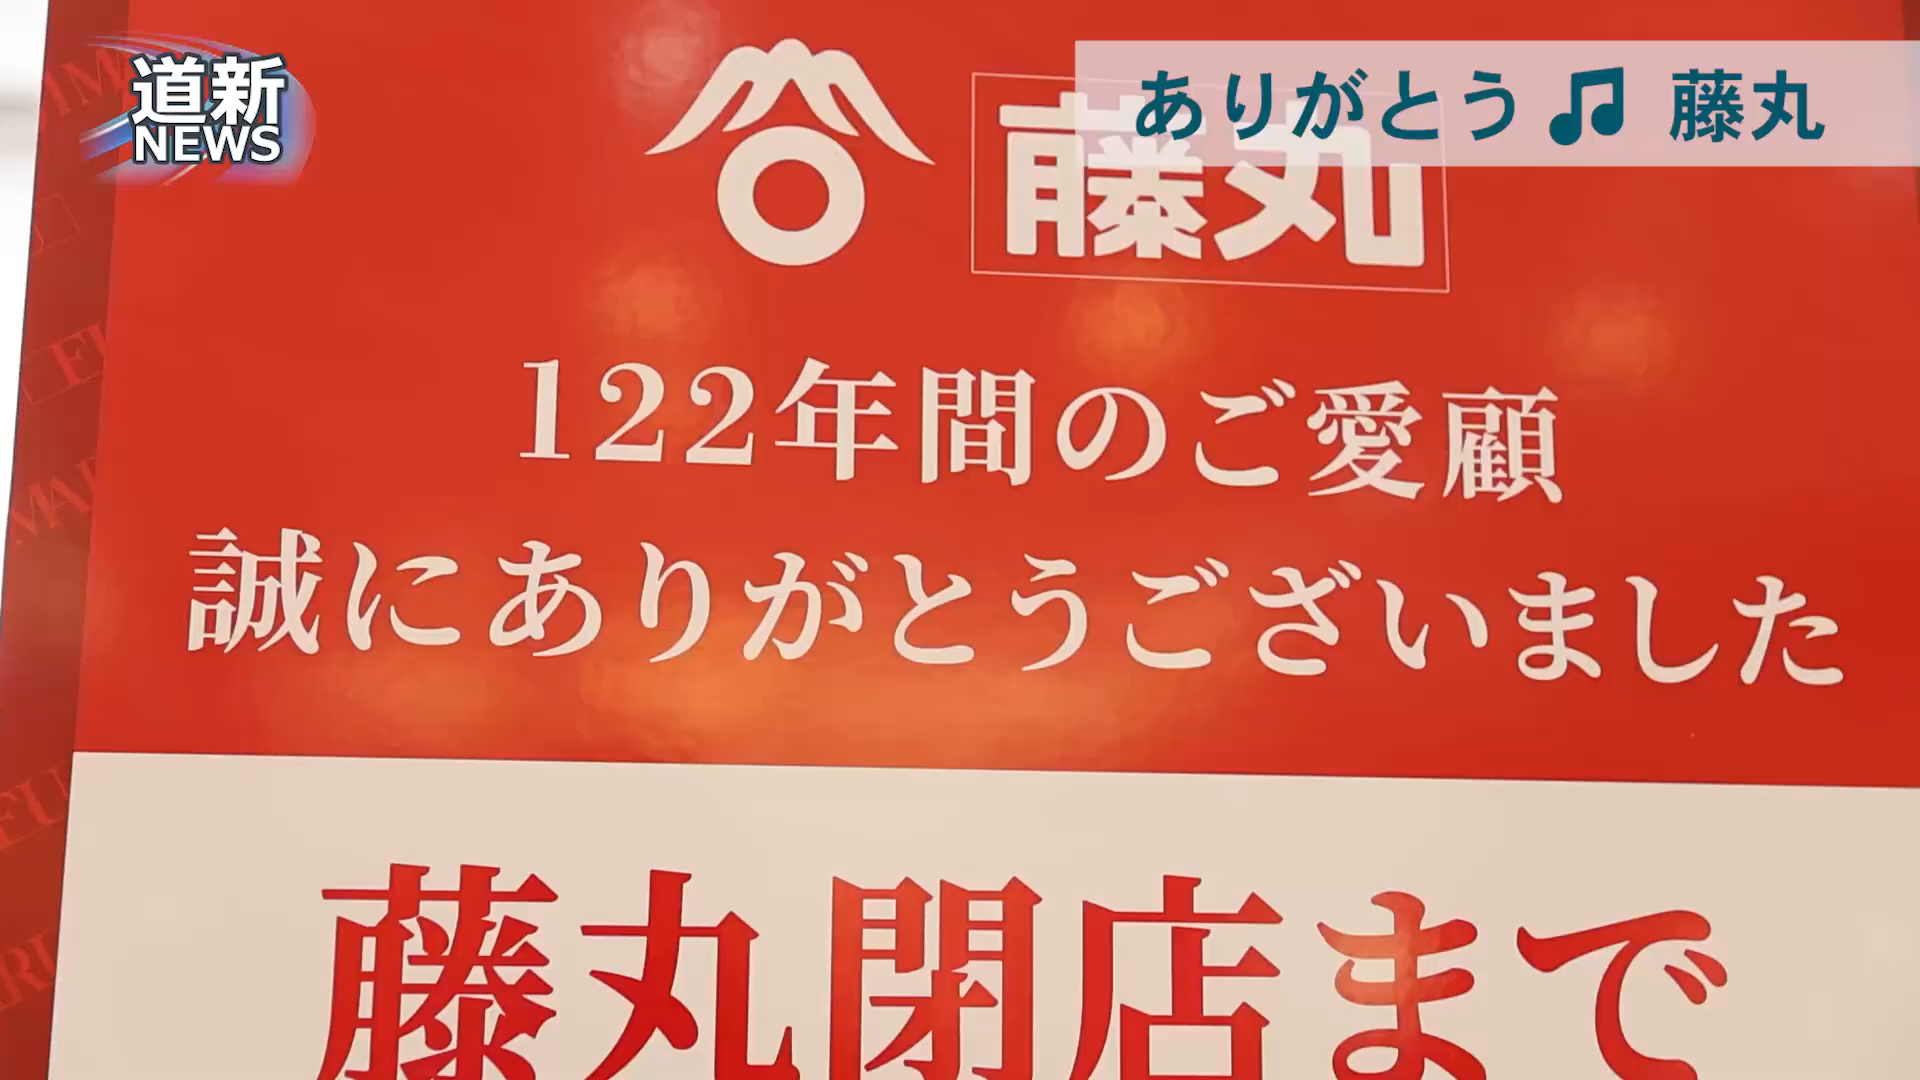 道新
NEWS
ありがとう♫ 藤丸
藤丸
122年間のご愛顧
誠にありがとうございました
藤丸閉店まで